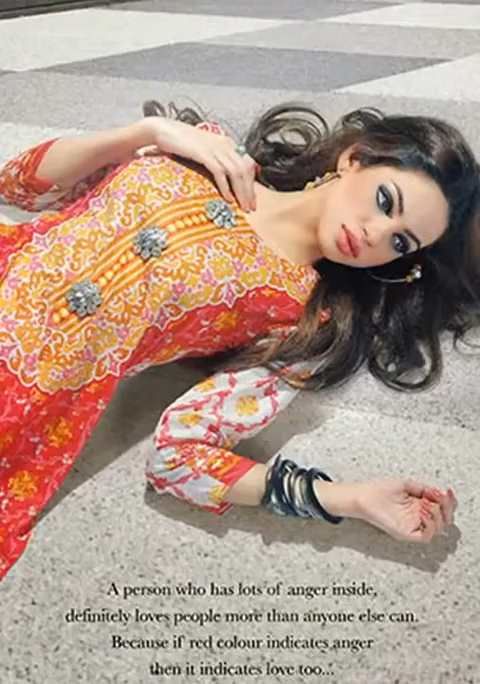 A person who has lots of anger inside,
definitely loves people more than anyone else can.
Because if red colour indicates anger
then it indicates love too...